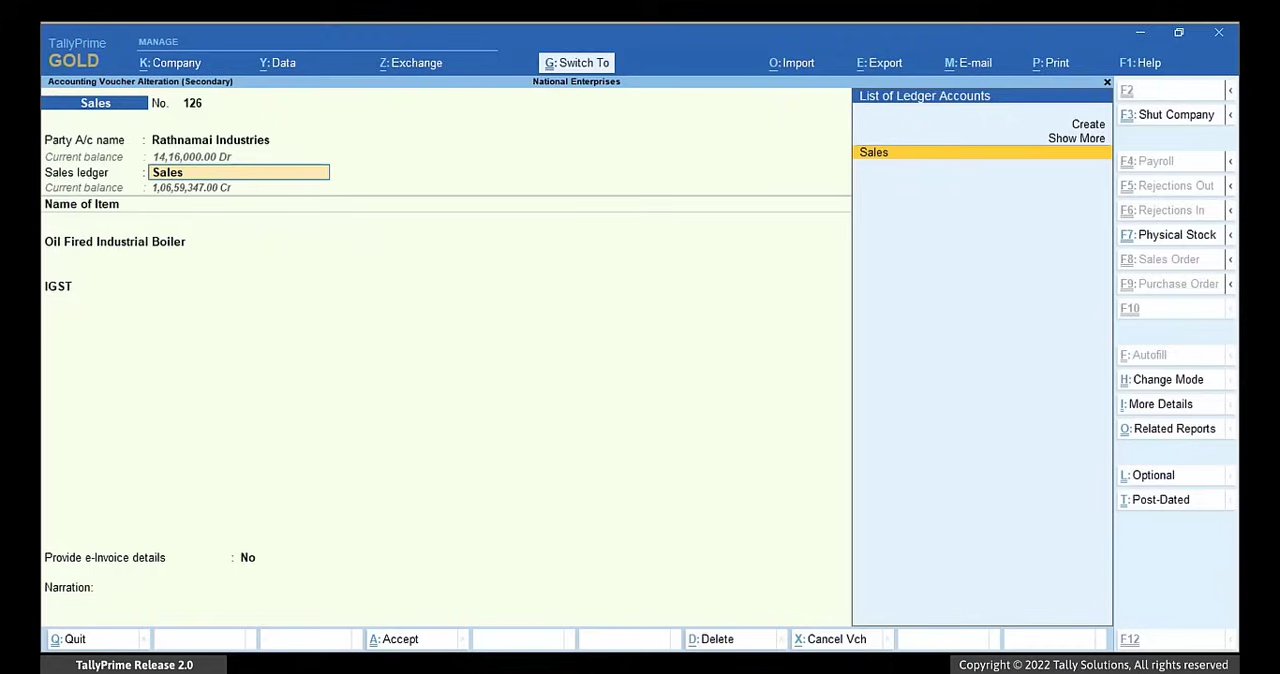 TallyPrime
GOLD
MANAGE
K: Company Y: Data Z: Exchange G: Switch To O: Import E: Export M: E-mail P: Print F1: Help
Accounting Voucher Alteration (Secondary) National Enterprises x
Sales No. 126
Party A/c name : Rathnamai Industries
Current balance : 14,16,000.00 Dr
Sales ledger : Sales
Current balance : 1,06,59,347.00 Cr
Name of Item
Oil Fired Industrial Boiler
IGST
Provide e-Invoice details : No
Narration:
List of Ledger Accounts
Create
Show More
Sales
F2
F3: Shut Company
F4: Payroll
F5: Rejections Out
F6: Rejections In
F7: Physical Stock
F8: Sales Order
F9: Purchase Order
F10
F: Autofill
H: Change Mode
I: More Details
O: Related Reports
L: Optional
T: Post-Dated
Q: Quit A: Accept D: Delete X: Cancel Vch F12
TallyPrime Release 2.0
Copyright © 2022 Tally Solutions, All rights reserved